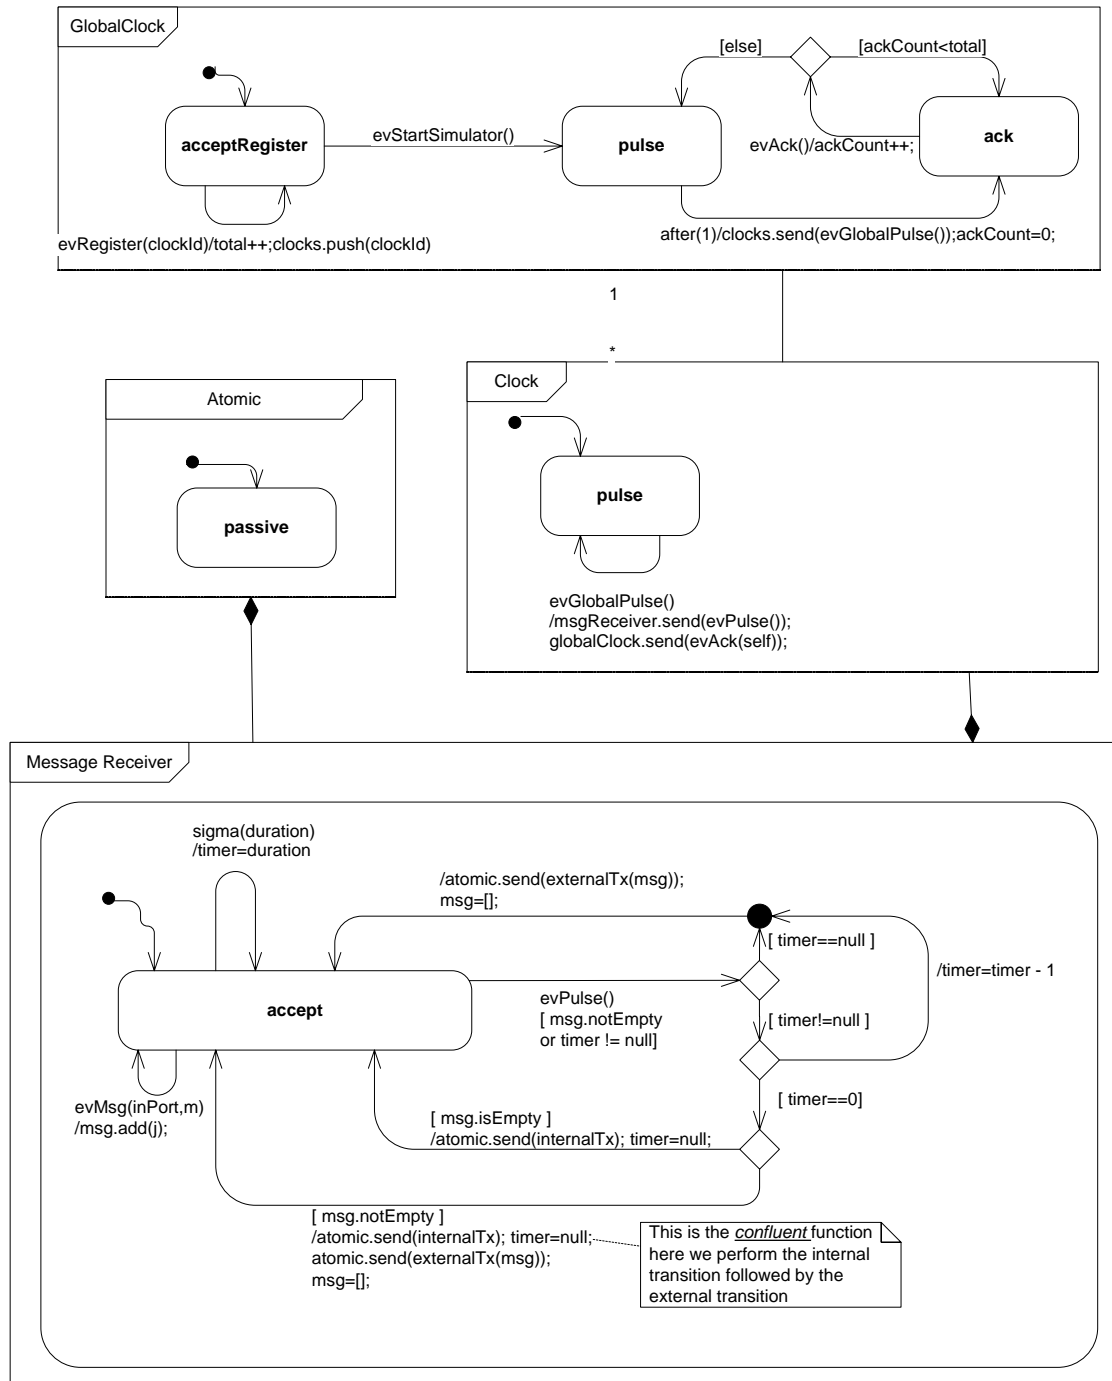 GlobalClock
[else]
[ackCount<total]
acceptRegister
evStartSimulator()
pulse
evAck()/ackCount++;
ack
evRegister(clockId)/total++;clocks.push(clockId)
after(1)/clocks.send(evGlobalPulse());ackCount=0;
1
*
Atomic
passive
Clock
pulse
evGlobalPulse()
/msgReceiver.send(evPulse());
globalClock.send(evAck(self));
Message Receiver
sigma(duration)
/timer=duration
/atomic.send(externalTx(msg));
msg=[];
[ timer==null ]
/timer=timer - 1
accept
evPulse()
[ msg.notEmpty
or timer != null]
[ timer!=null ]
evMsg(inPort,m)
/msg.add(j);
[ timer==0]
[ msg.isEmpty ]
/atomic.send(internalTx); timer=null;
[ msg.notEmpty ]
/atomic.send(internalTx); timer=null;
atomic.send(externalTx(msg));
msg=[];
This is the confluent function
here we perform the internal
transition followed by the
external transition